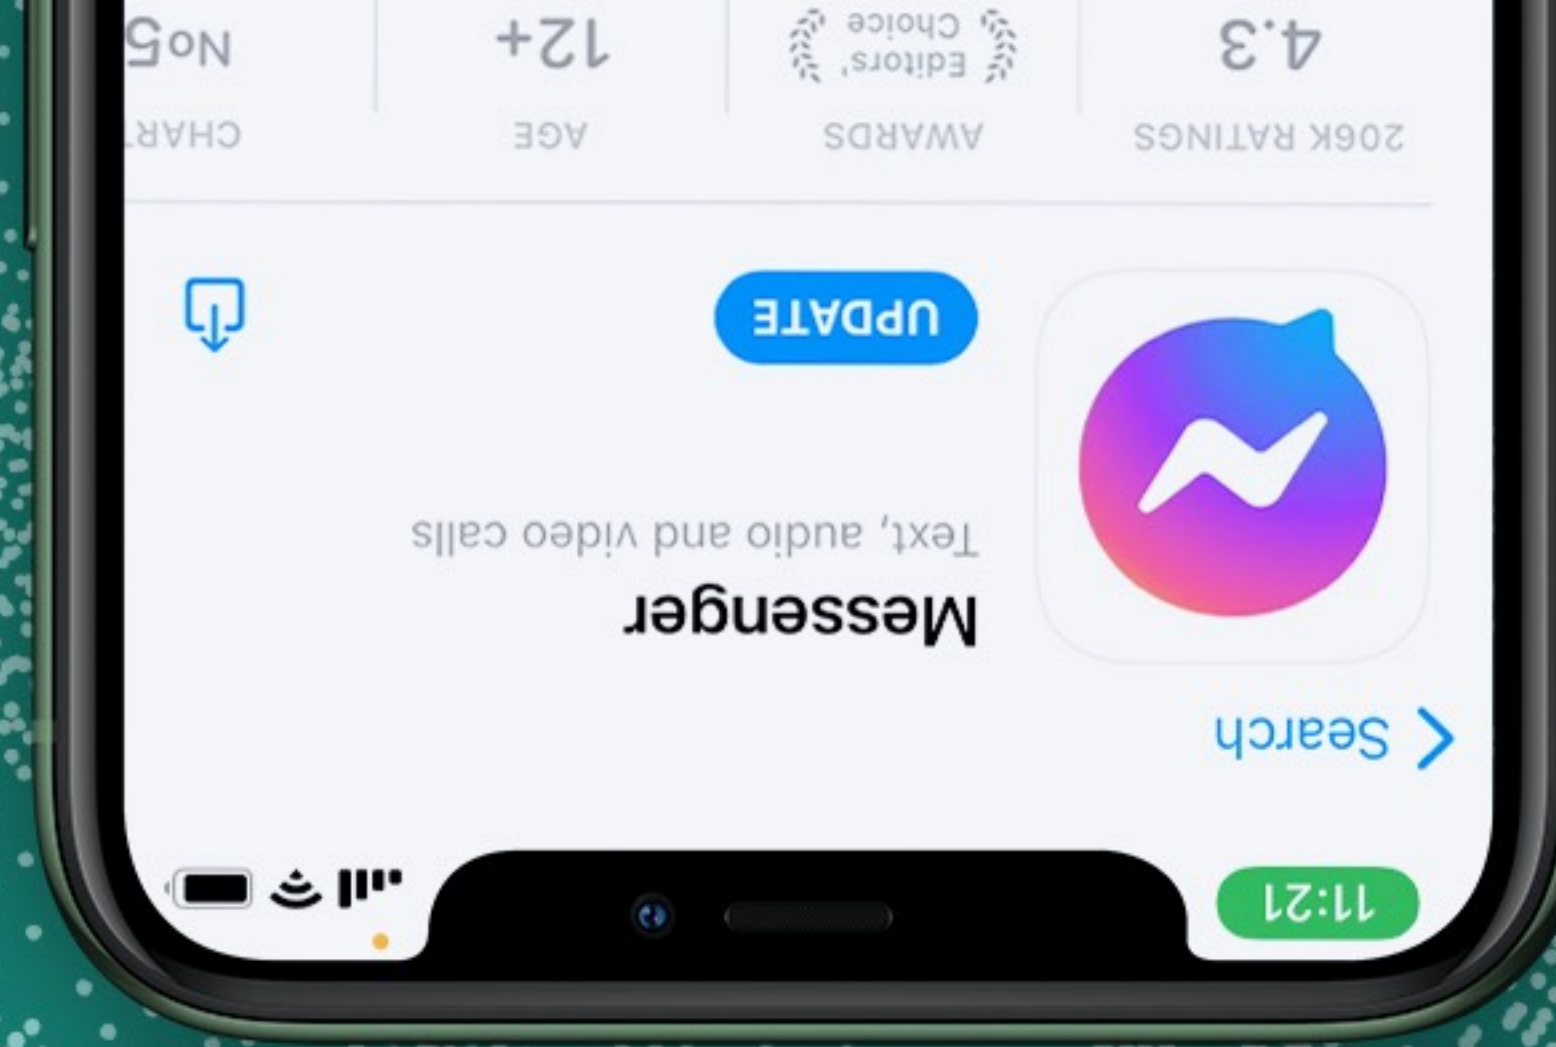 11:21
Search
Messenger
Text, audio and video calls
UPDATE
206K RATINGS
4.3
AWARDS
Editors'
Choice
AGE
12+
CHART
No5